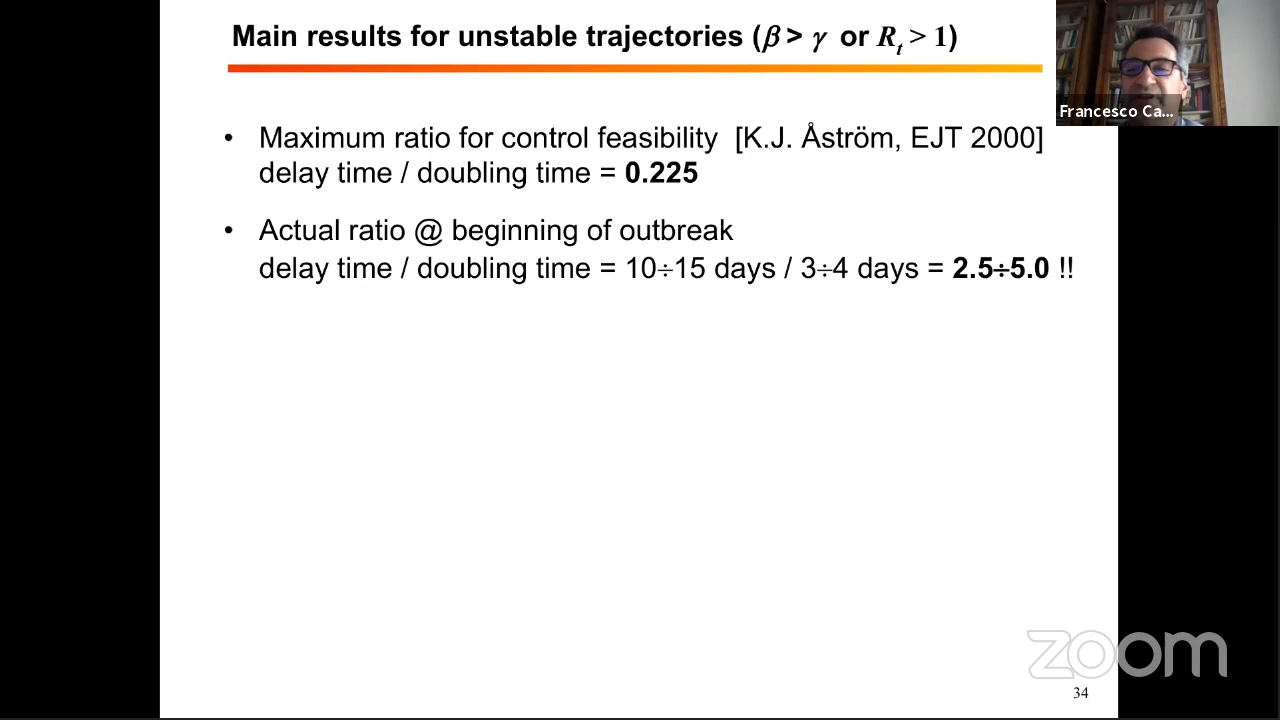 Main results for unstable trajectories (β > γ or Rt > 1)
Francesco Ca...
• Maximum ratio for control feasibility [K.J. Åström, EJT 2000]
delay time / doubling time = 0.225
• Actual ratio @ beginning of outbreak
delay time / doubling time = 10÷15 days / 3÷4 days = 2.5÷5.0 !!
zoom
34